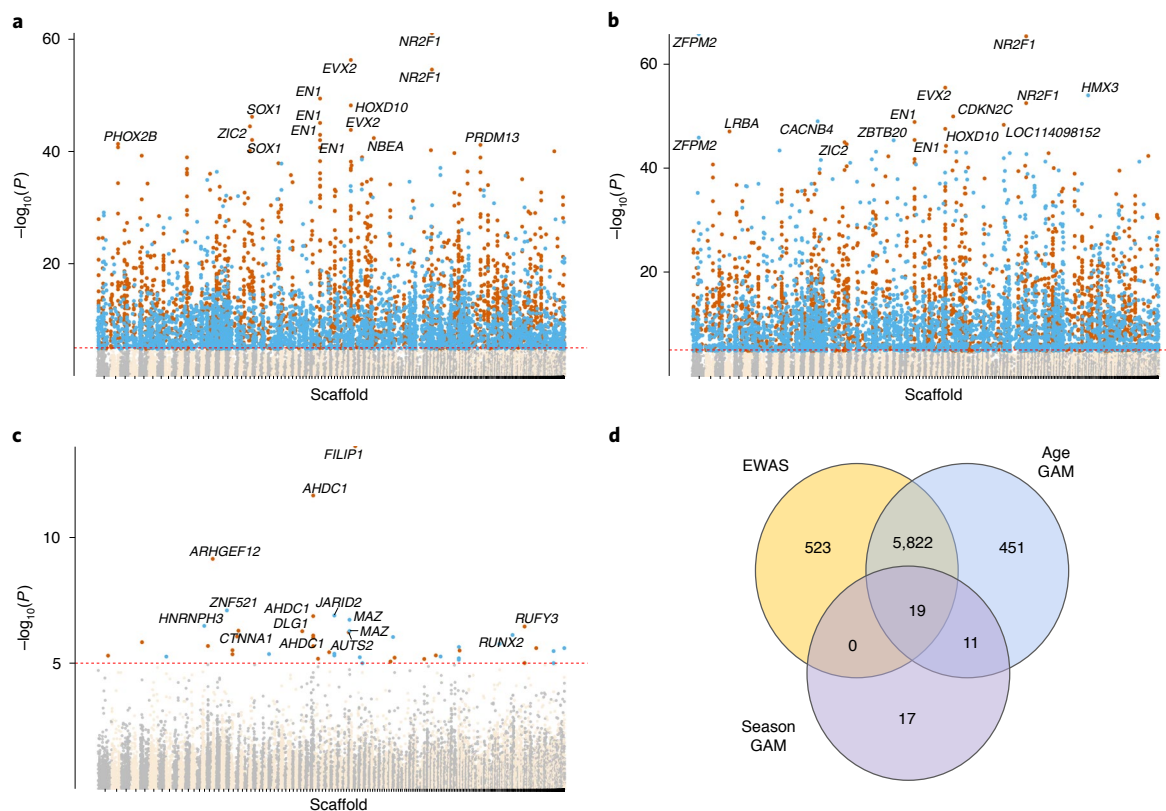 a
60
40
20
–log10(P)
NR2F1
EVX2
NR2F1
EN1
SOX1
HOXD10
EN1
EVX2
ZIC2
EN1
PHOX2B
SOX1
EN1
NBEA
PRDM13
Scaffold
b
60
40
20
–log10(P)
ZFPM2
NR2F1
HMX3
EVX2
NR2F1
CDKN2C
EN1
LRBA
CACNB4
ZBTB20
HOXD10
LOC114098152
ZFPM2
ZIC2
EN1
Scaffold
c
10
5
–log10(P)
FILIP1
AHDC1
ARHGEF12
ZNF521
AHDC1
JARID2
HNRNPH3
DLG1
MAZ
MAZ
RUFY3
CTNNA1
AHDC1
AUTS2
RUNX2
Scaffold
d
EWAS
Age
GAM
523
5,822
451
19
0
11
17
Season
GAM